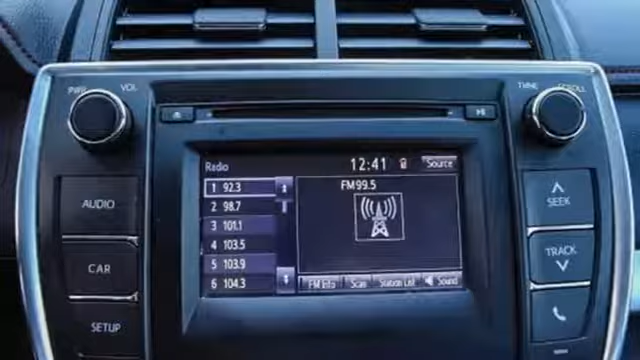 PWR VOL
TUNE SCROLL
Radio 12:41 Source
1 92.3
FM99.5
2 98.7
3 101.1
4 103.5
5 103.9
6 104.3
FM Info Scan Station List Sound
AUDIO
CAR
SETUP
SEEK
TRACK